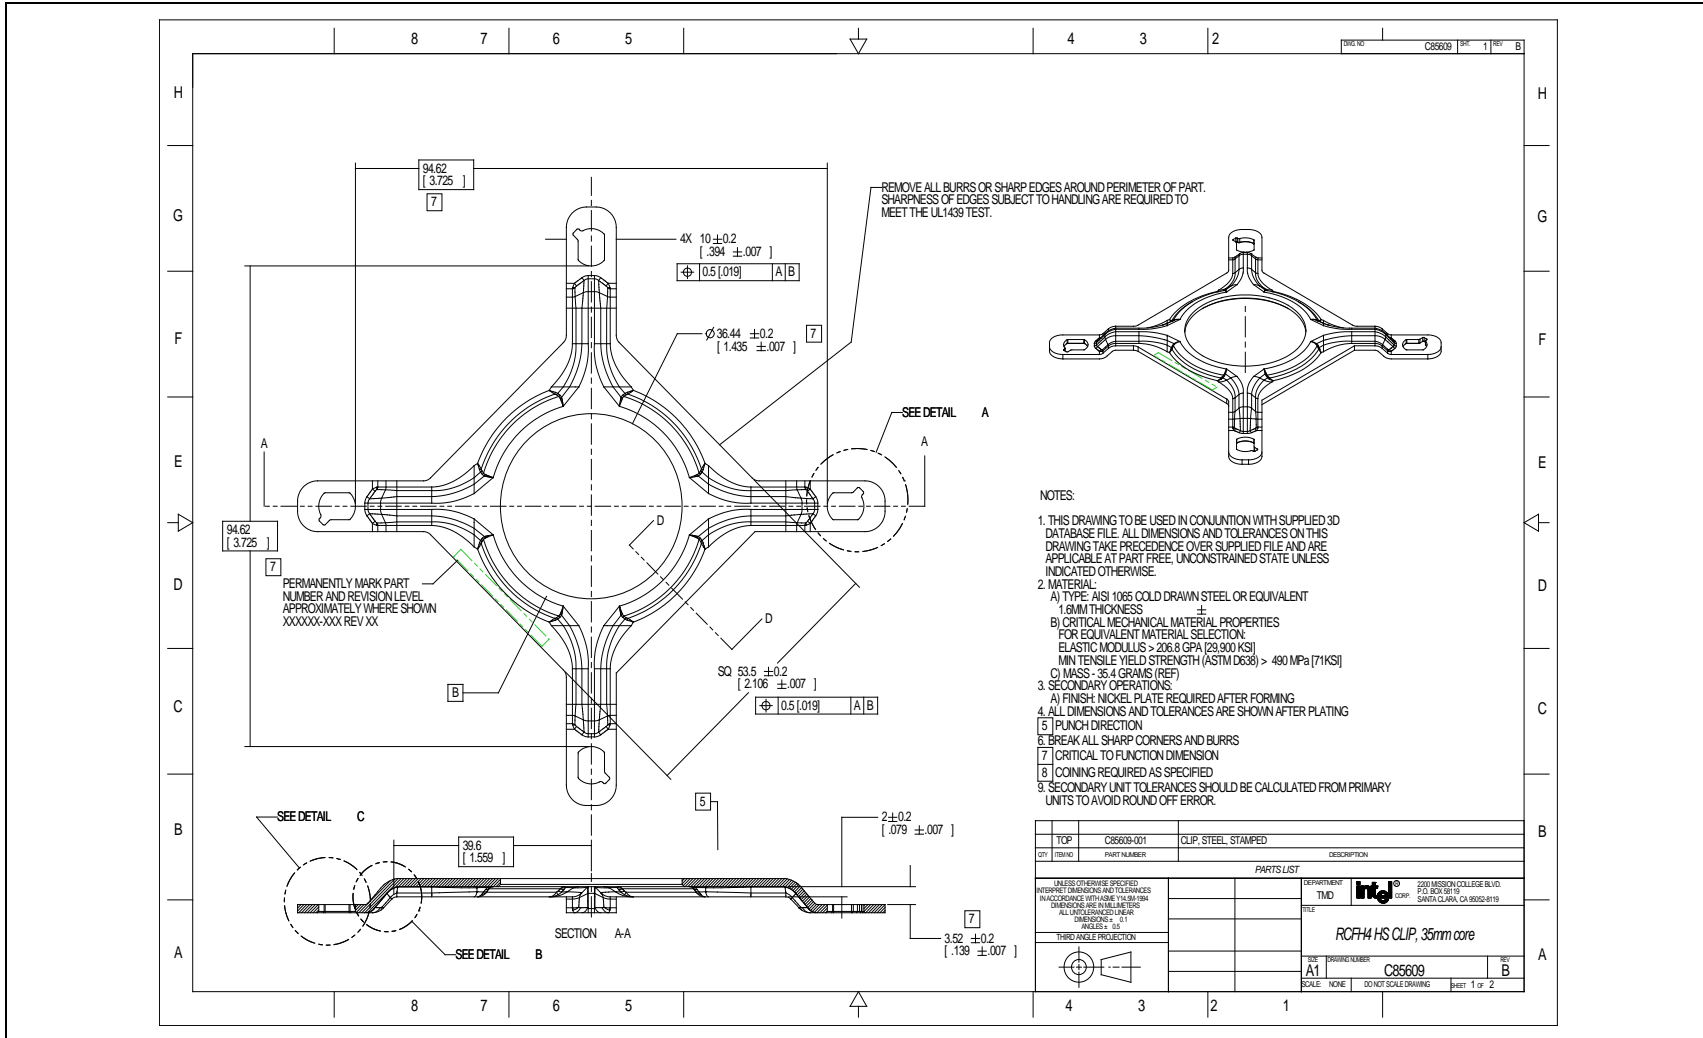 8 7 6 5 4 3 2
DWG. NO C85609 SHT. 1 REV B
H H
G G
F F
E E
D D
C C
B B
A A
94.62
[ 3.725 ]
7
REMOVE ALL BURRS OR SHARP EDGES AROUND PERIMETER OF PART.
SHARPNESS OF EDGES SUBJECT TO HANDLING ARE REQUIRED TO
MEET THE UL1439 TEST.
4X 10 ±0.2
[ .394 ±.007 ]
⌖ 0.5 [.019] A B
Ø 36.44 ±0.2
[ 1.435 ±.007 ]
7
SEE DETAIL A
A A
94.62
[ 3.725 ]
7
D
D
PERMANENTLY MARK PART
NUMBER AND REVISION LEVEL
APPROXIMATELY WHERE SHOWN
XXXXXX-XXX REV XX
B
SQ 53.5 ±0.2
[ 2.106 ±.007 ]
⌖ 0.5 [.019] A B
5
SEE DETAIL C
39.6
[ 1.559 ]
2±0.2
[ .079 ±.007 ]
7
3.52 ±0.2
[ .139 ±.007 ]
SECTION A-A
SEE DETAIL B
NOTES:
1. THIS DRAWING TO BE USED IN CONJUNTION WITH SUPPLIED 3D
DATABASE FILE. ALL DIMENSIONS AND TOLERANCES ON THIS
DRAWING TAKE PRECEDENCE OVER SUPPLIED FILE AND ARE
APPLICABLE AT PART FREE, UNCONSTRAINED STATE UNLESS
INDICATED OTHERWISE.
2. MATERIAL:
A) TYPE: AISI 1065 COLD DRAWN STEEL OR EQUIVALENT
1.6MM THICKNESS ±
B) CRITICAL MECHANICAL MATERIAL PROPERTIES
FOR EQUIVALENT MATERIAL SELECTION:
ELASTIC MODULUS > 206.8 GPA [29,900 KSI]
MIN TENSILE YIELD STRENGTH (ASTM D638) > 490 MPa [71KSI]
C) MASS - 35.4 GRAMS (REF)
3. SECONDARY OPERATIONS:
A) FINISH: NICKEL PLATE REQUIRED AFTER FORMING
4. ALL DIMENSIONS AND TOLERANCES ARE SHOWN AFTER PLATING
5 PUNCH DIRECTION
6. BREAK ALL SHARP CORNERS AND BURRS
7 CRITICAL TO FUNCTION DIMENSION
8 COINING REQUIRED AS SPECIFIED
9. SECONDARY UNIT TOLERANCES SHOULD BE CALCULATED FROM PRIMARY
UNITS TO AVOID ROUND OFF ERROR.
TOP C85609-001 CLIP, STEEL, STAMPED
QTY ITEM NO PART NUMBER DESCRIPTION
PARTS LIST
UNLESS OTHERWISE SPECIFIED
INTERPRET DIMENSIONS AND TOLERANCES
IN ACCORDANCE WITH ASME Y14.5M-1994
DIMENSIONS ARE IN MILLIMETERS
ALL UNTOLERANCED LINEAR
DIMENSIONS ± 0.1
ANGLES ± 0.5
THIRD ANGLE PROJECTION
DEPARTMENT
TMD
intel® CORP.
2200 MISSION COLLEGE BLVD.
P.O. BOX 58119
SANTA CLARA, CA 95052-8119
TITLE
RCFH4 HS CLIP, 35mm core
SIZE DRAWING NUMBER REV
A1 C85609 B
SCALE: NONE DO NOT SCALE DRAWING SHEET 1 OF 2
8 7 6 5 4 3 2 1